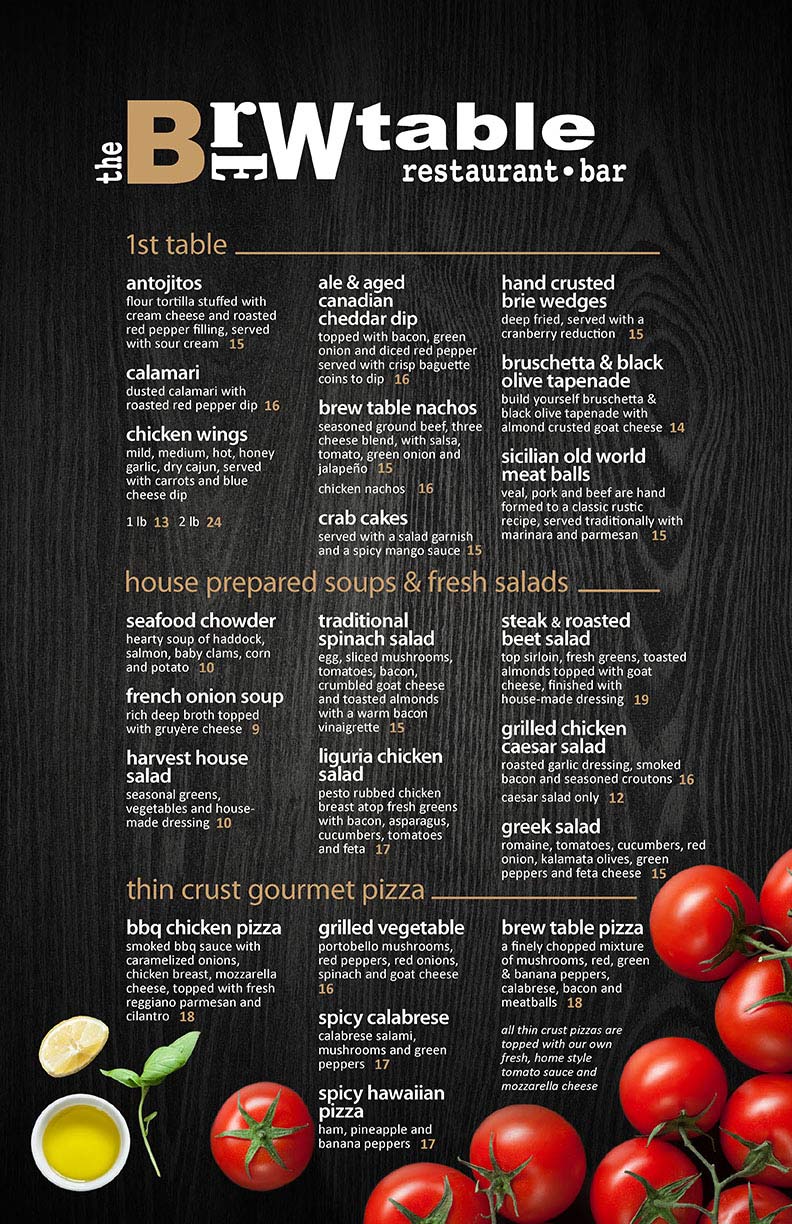 the BrEWtable
restaurant • bar
1st table
antojitos
flour tortilla stuffed with
cream cheese and roasted
red pepper filling, served
with sour cream 15
calamari
dusted calamari with
roasted red pepper dip 16
chicken wings
mild, medium, hot, honey
garlic, dry cajun, served
with carrots and blue
cheese dip
1 lb 13 2 lb 24
ale & aged
canadian
cheddar dip
topped with bacon, green
onion and diced red pepper
served with crisp baguette
coins to dip 16
brew table nachos
seasoned ground beef, three
cheese blend, with salsa,
tomato, green onion and
jalapeño 15
chicken nachos 16
crab cakes
served with a salad garnish
and a spicy mango sauce 15
hand crusted
brie wedges
deep fried, served with a
cranberry reduction 15
bruschetta & black
olive tapenade
build yourself bruschetta &
black olive tapenade with
almond crusted goat cheese 14
sicilian old world
meat balls
veal, pork and beef are hand
formed to a classic rustic
recipe, served traditionally with
marinara and parmesan 15
house prepared soups & fresh salads
seafood chowder
hearty soup of haddock,
salmon, baby clams, corn
and potato 10
french onion soup
rich deep broth topped
with gruyère cheese 9
harvest house
salad
seasonal greens,
vegetables and house-
made dressing 10
traditional
spinach salad
egg, sliced mushrooms,
tomatoes, bacon,
crumbled goat cheese
and toasted almonds
with a warm bacon
vinaigrette 15
liguria chicken
salad
pesto rubbed chicken
breast atop fresh greens
with bacon, asparagus,
cucumbers, tomatoes
and feta 17
steak & roasted
beet salad
top sirloin, fresh greens, toasted
almonds topped with goat
cheese, finished with
house-made dressing 19
grilled chicken
caesar salad
roasted garlic dressing, smoked
bacon and seasoned croutons 16
caesar salad only 12
greek salad
romaine, tomatoes, cucumbers, red
onion, kalamata olives, green
peppers and feta cheese 15
thin crust gourmet pizza
bbq chicken pizza
smoked bbq sauce with
caramelized onions,
chicken breast, mozzarella
cheese, topped with fresh
reggiano parmesan and
cilantro 18
grilled vegetable
portobello mushrooms,
red peppers, red onions,
spinach and goat cheese
16
spicy calabrese
calabrese salami,
mushrooms and green
peppers 17
spicy hawaiian
pizza
ham, pineapple and
banana peppers 17
brew table pizza
a finely chopped mixture
of mushrooms, red, green
& banana peppers,
calabrese, bacon and
meatballs 18
all thin crust pizzas are
topped with our own
fresh, home style
tomato sauce and
mozzarella cheese